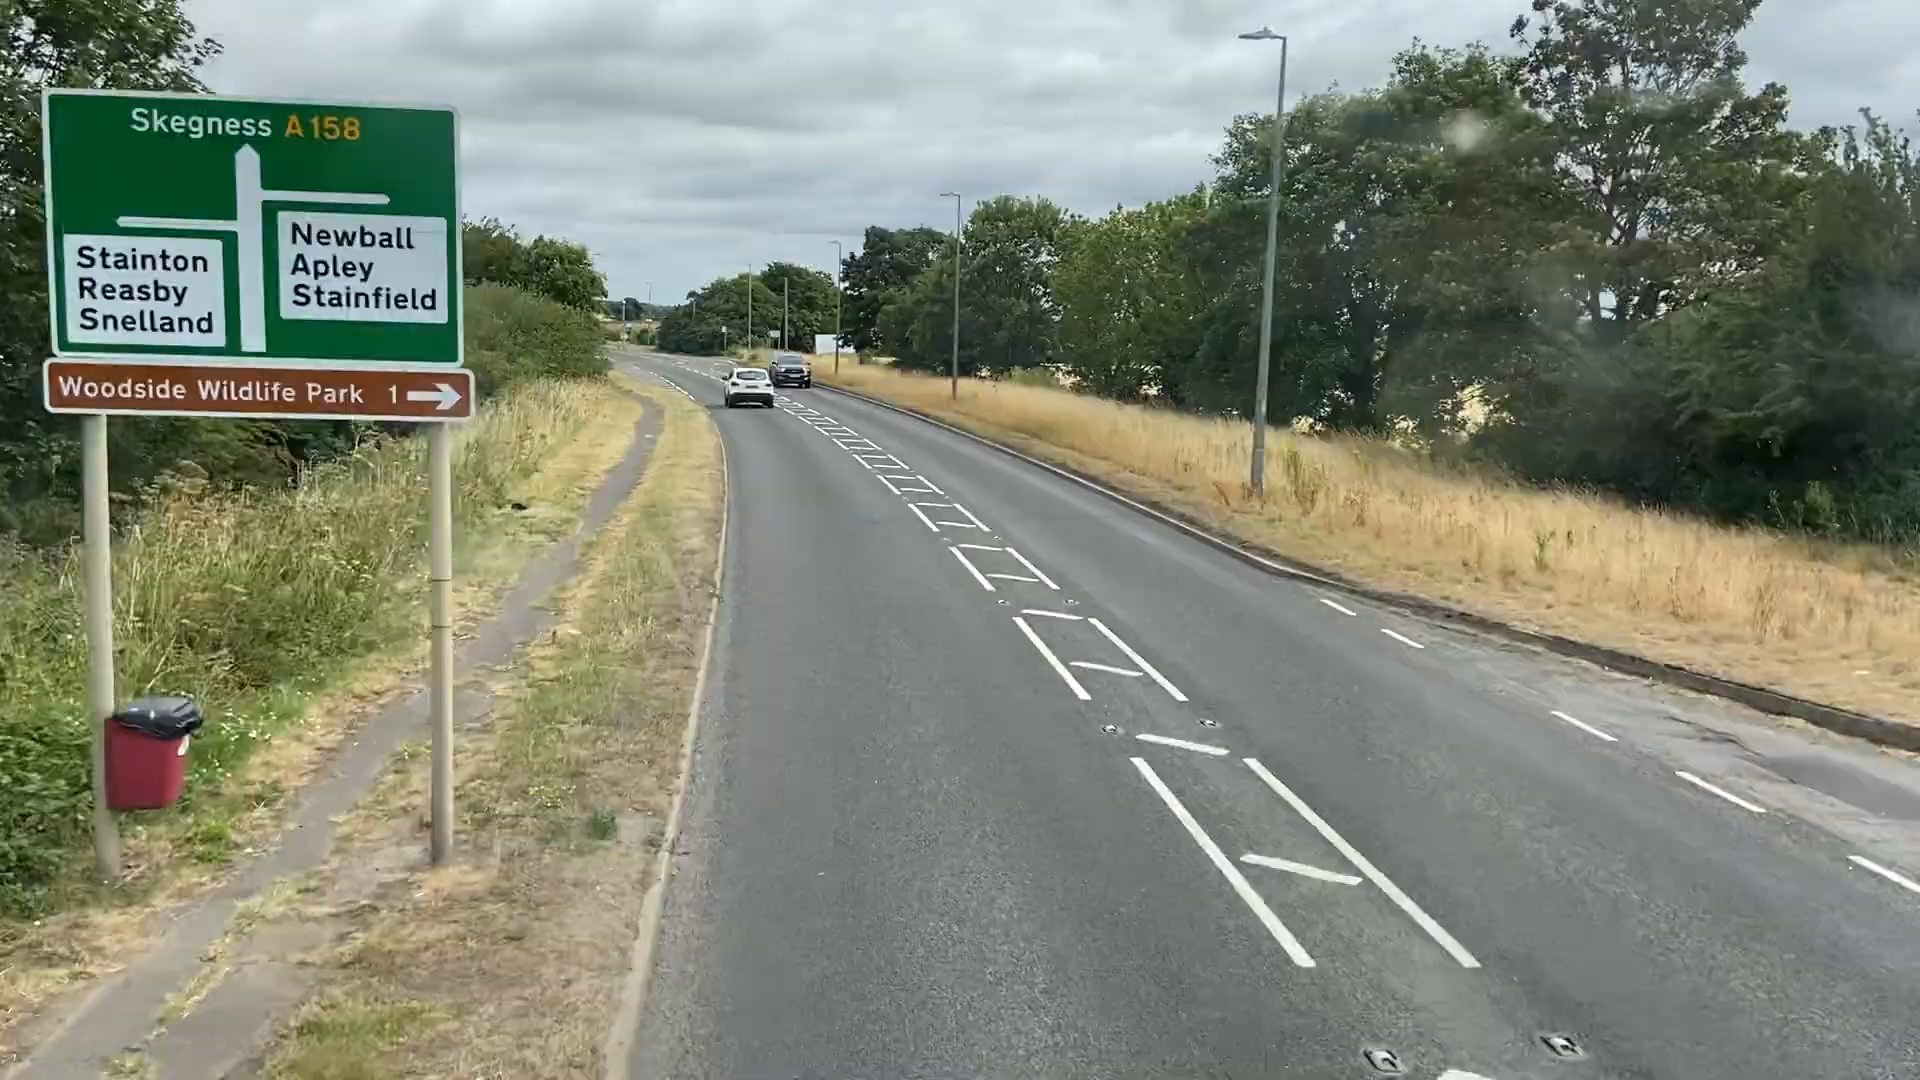 Skegness A158
Stainton
Reasby
Snelland
Newball
Apley
Stainfield
Woodside Wildlife Park 1